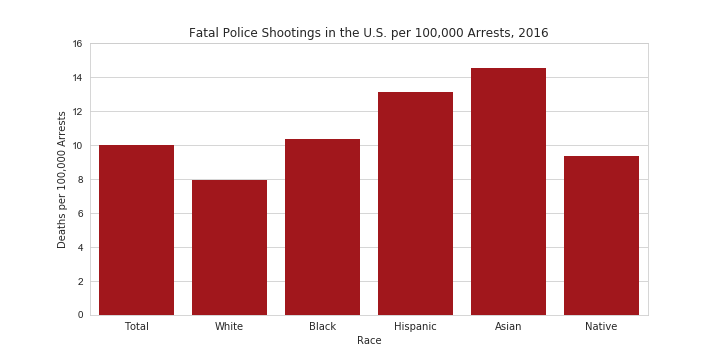 Fatal Police Shootings in the U.S. per 100,000 Arrests, 2016
Deaths per 100,000 Arrests
16
14
12
10
8
6
4
2
0
Total White Black Hispanic Asian Native
Race